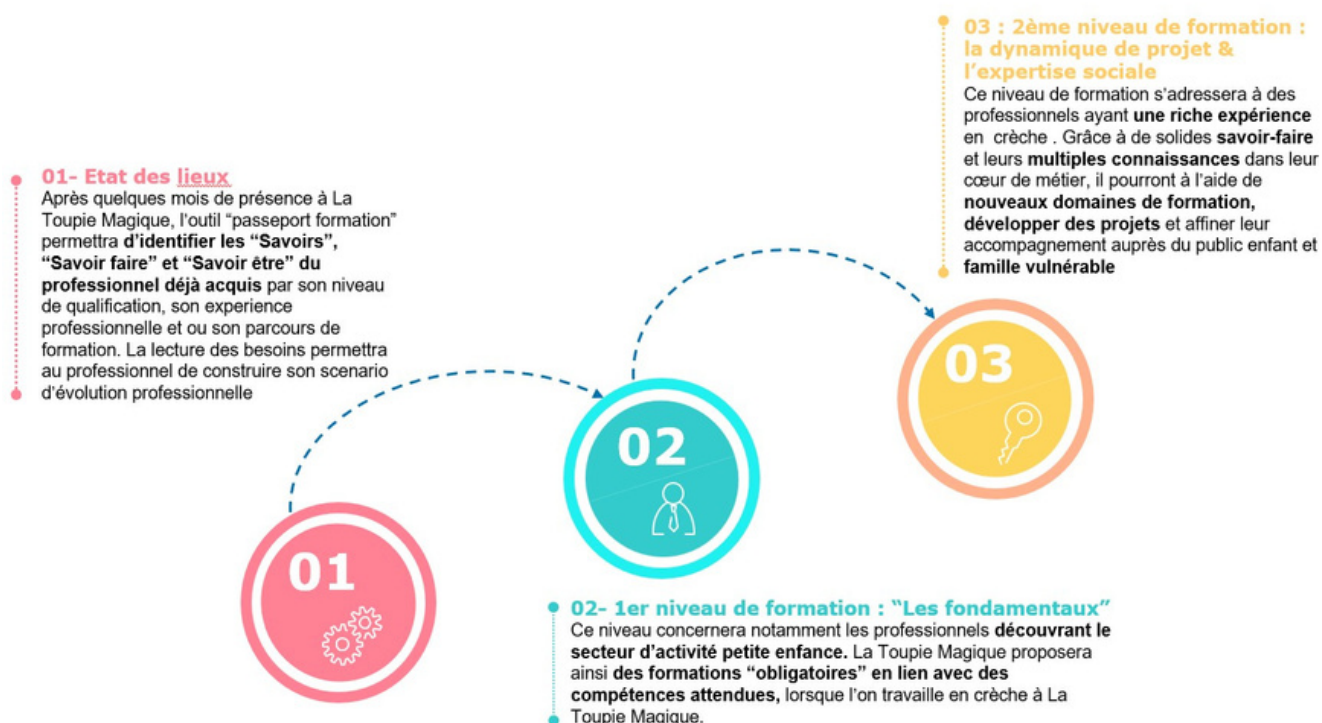 01- Etat des lieux
Après quelques mois de présence à La
Toupie Magique, l'outil "passeport formation"
permettra d'identifier les "Savoirs",
"Savoir faire" et "Savoir être" du
professionnel déjà acquis par son niveau
de qualification, son experience
professionnelle et ou son parcours de
formation. La lecture des besoins permettra
au professionnel de construire son scenario
d'évolution professionnelle
01
02
02- 1er niveau de formation : "Les fondamentaux"
Ce niveau concernera notamment les professionnels découvrant le
secteur d'activité petite enfance. La Toupie Magique proposera
ainsi des formations "obligatoires" en lien avec des
compétences attendues, lorsque l'on travaille en crèche à La
Toupie Magique.
03 : 2ème niveau de formation :
la dynamique de projet &
l'expertise sociale
Ce niveau de formation s'adressera à des
professionnels ayant une riche expérience
en crèche . Grâce à de solides savoir-faire
et leurs multiples connaissances dans leur
cœur de métier, il pourront à l'aide de
nouveaux domaines de formation,
développer des projets et affiner leur
accompagnement auprès du public enfant et
famille vulnérable
03